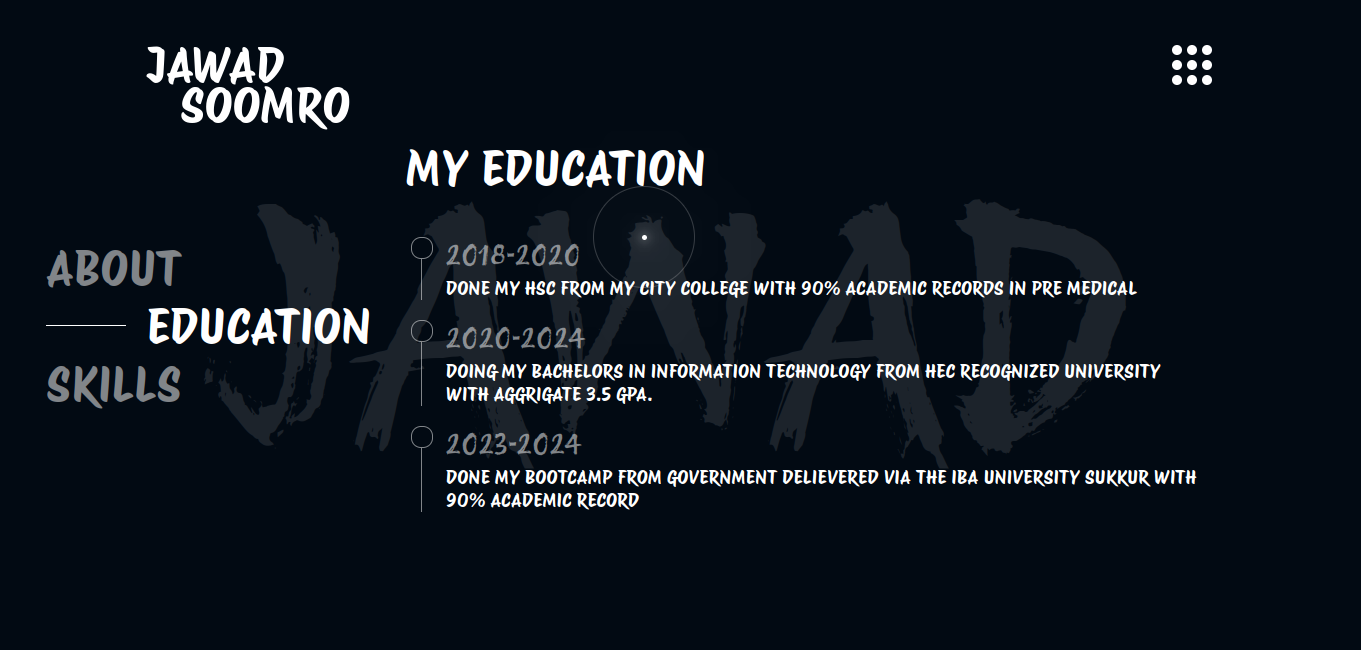 JAWAD
SOOMRO
MY EDUCATION
JAWAD
ABOUT
EDUCATION
SKILLS
2018-2020
DONE MY HSC FROM MY CITY COLLEGE WITH 90% ACADEMIC RECORDS IN PRE MEDICAL
2020-2024
DOING MY BACHELORS IN INFORMATION TECHNOLOGY FROM HEC RECOGNIZED UNIVERSITY
WITH AGGRIGATE 3.5 GPA.
2023-2024
DONE MY BOOTCAMP FROM GOVERNMENT DELIEVERED VIA THE IBA UNIVERSITY SUKKUR WITH
90% ACADEMIC RECORD